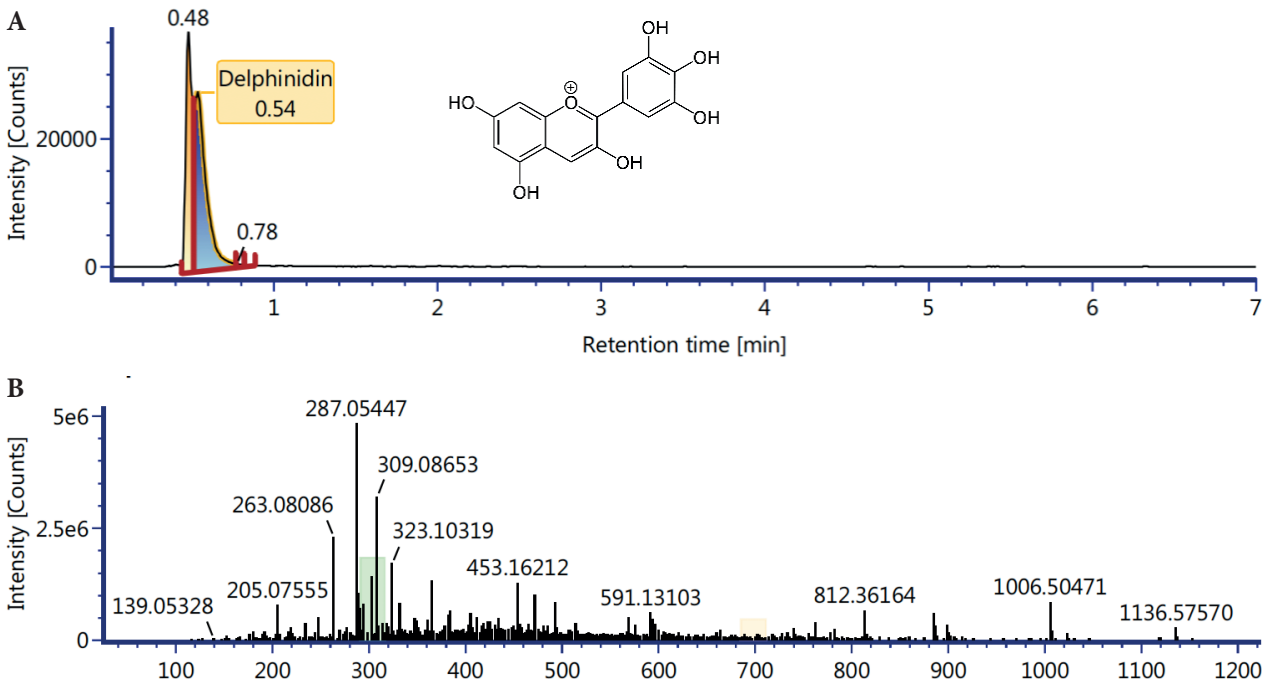 A
0.48
Delphinidin
0.54
0.78
Intensity [Counts]
20000
0
1 2 3 4 5 6 7
Retention time [min]
OH
OH
OH
OH
OH
HO
O
+
B
Intensity [Counts]
5e6
2.5e6
0
287.05447
309.08653
263.08086
323.10319
453.16212
205.07555
139.05328
591.13103
812.36164
1006.50471
1136.57570
100 200 300 400 500 600 700 800 900 1000 1100 1200